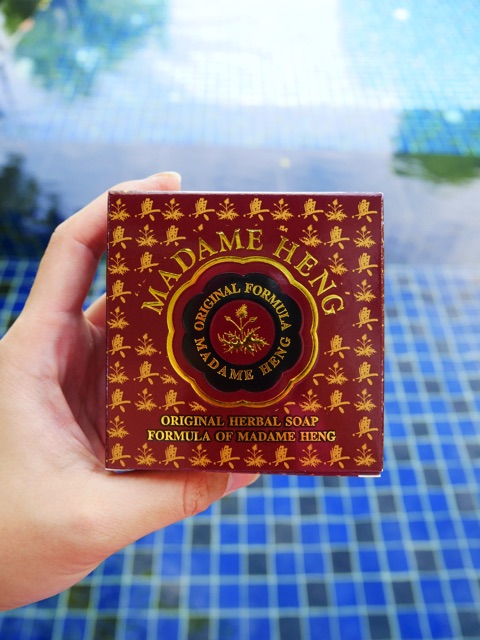 MADAME HENG
ORIGINAL FORMULA
MADAME HENG
ORIGINAL HERBAL SOAP
FORMULA OF MADAME HENG